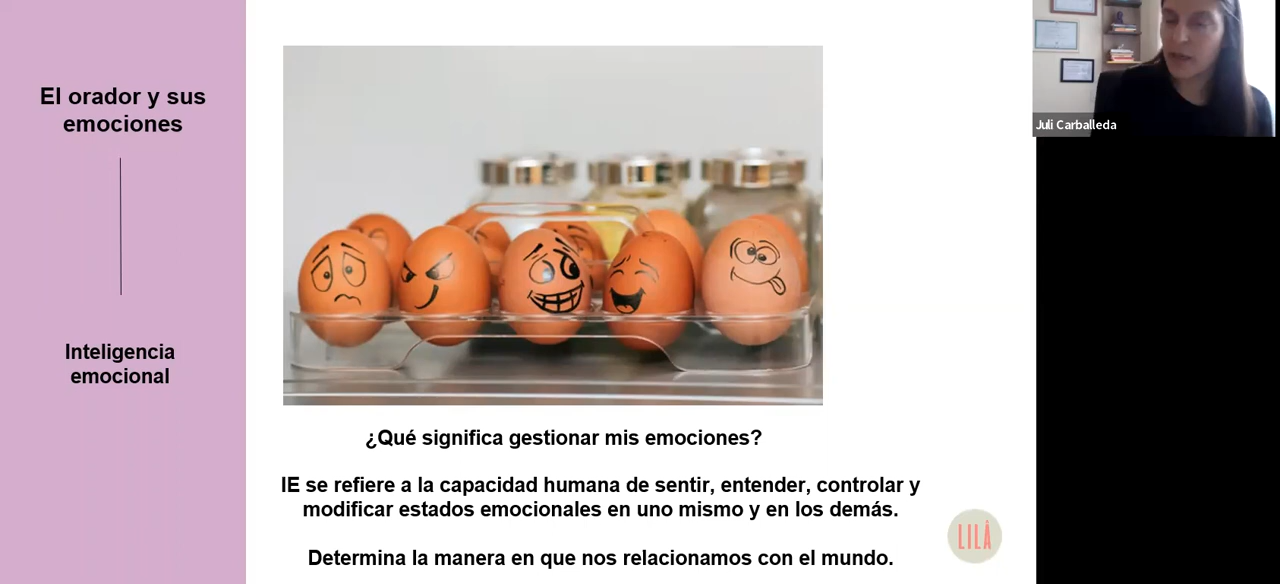 El orador y sus
emociones
Inteligencia
emocional
¿Qué significa gestionar mis emociones?
IE se refiere a la capacidad humana de sentir, entender, controlar y
modificar estados emocionales en uno mismo y en los demás.
Determina la manera en que nos relacionamos con el mundo.
LILÀ
Juli Carballeda